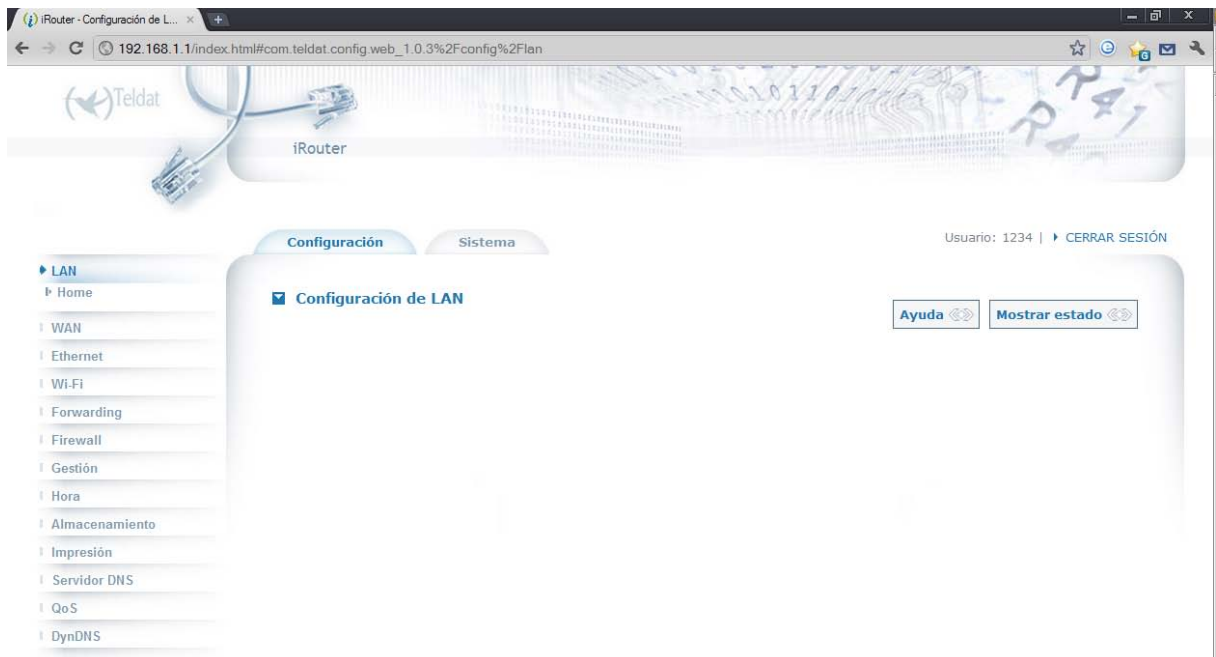 iRouter - Configuración de L...
192.168.1.1/index.html#com.teldat.config.web_1.0.3%2Fconfig%2Flan
Teldat
iRouter
Configuración
Sistema
Usuario: 1234 | CERRAR SESIÓN
LAN
Home
Configuración de LAN
Ayuda
Mostrar estado
WAN
Ethernet
Wi-Fi
Forwarding
Firewall
Gestión
Hora
Almacenamiento
Impresión
Servidor DNS
QoS
DynDNS